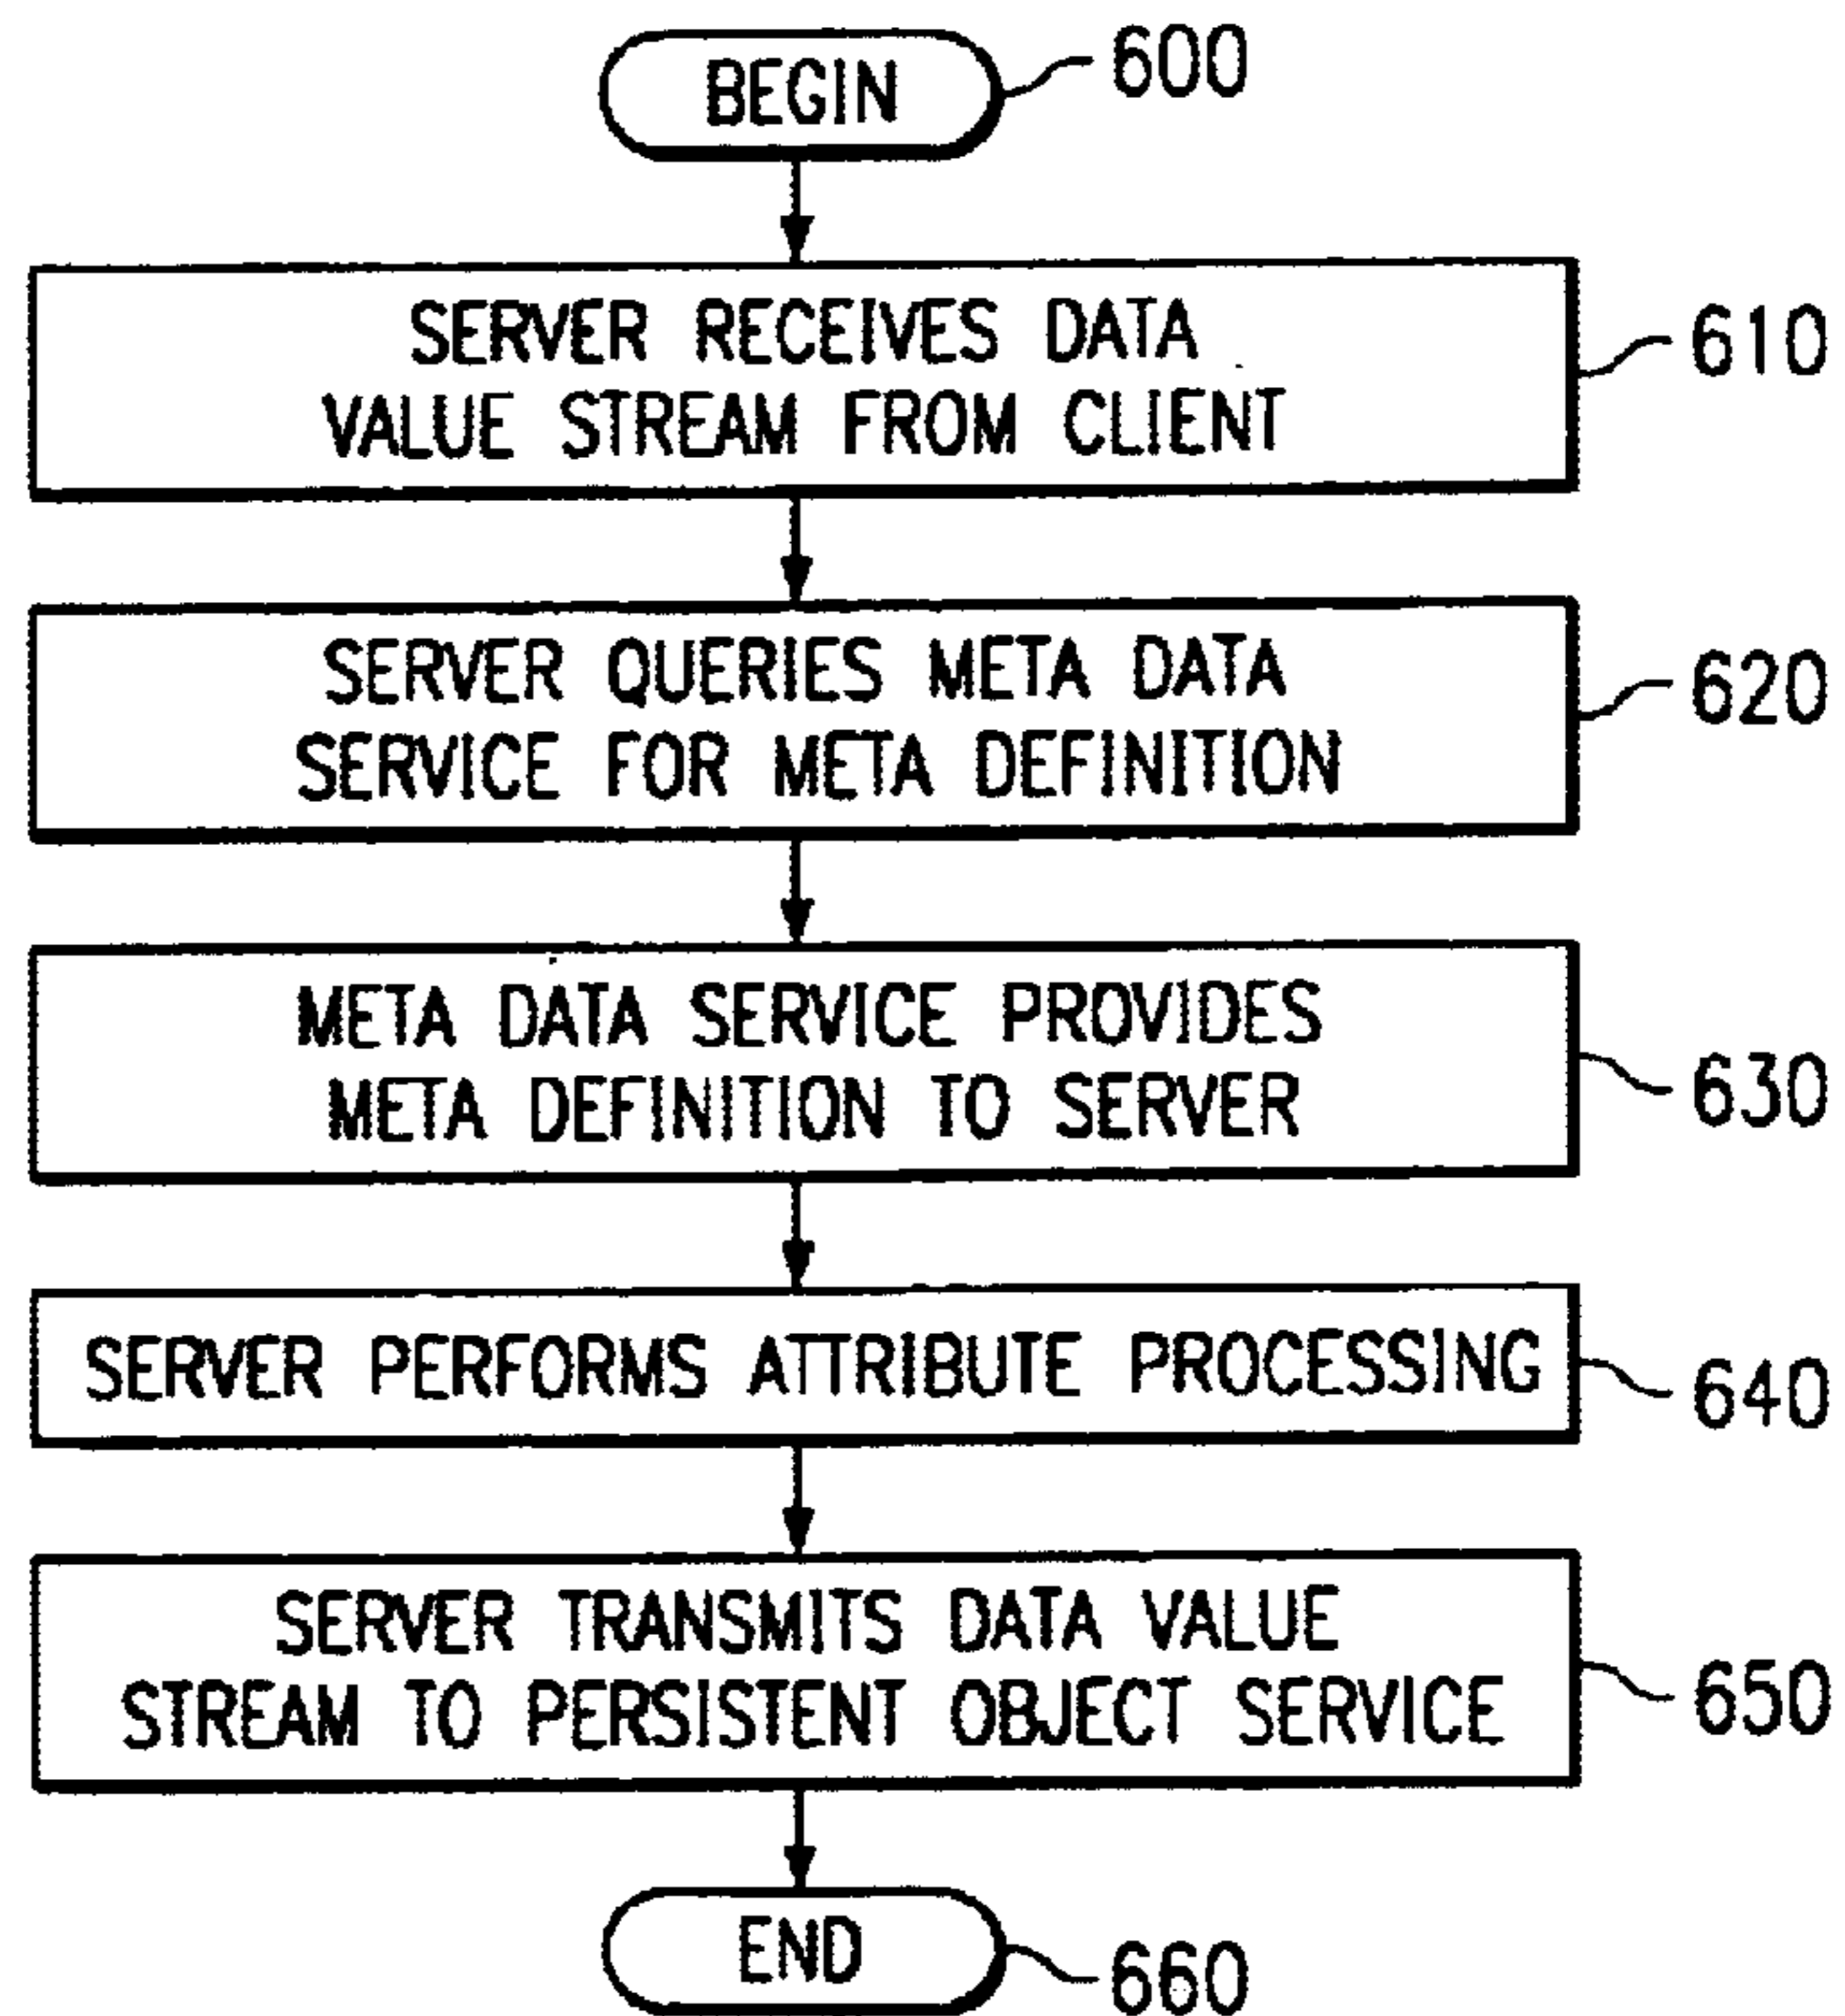 BEGIN
600
SERVER RECEIVES DATA
VALUE STREAM FROM CLIENT
610
SERVER QUERIES META DATA
SERVICE FOR META DEFINITION
620
META DATA SERVICE PROVIDES
META DEFINITION TO SERVER
630
SERVER PERFORMS ATTRIBUTE PROCESSING
640
SERVER TRANSMITS DATA VALUE
STREAM TO PERSISTENT OBJECT SERVICE
650
END
660